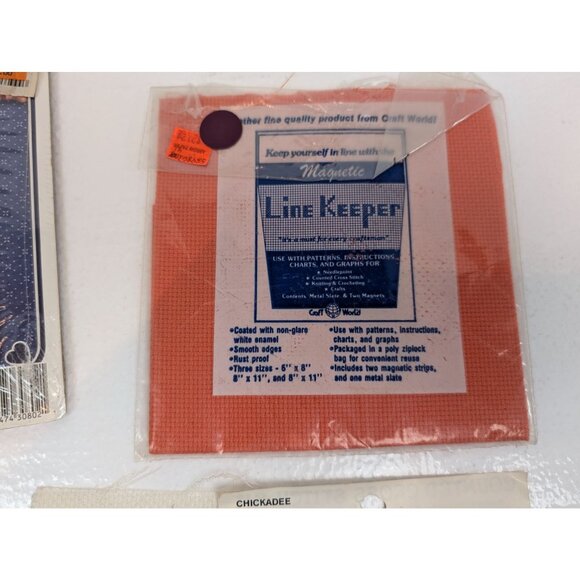 ther fine quality product from Craft World!
Keep yourself in line with the
Magnetic
Line Keeper
"it's a must for every craftman"
USE WITH PATTERNS, INSTRUCTIONS,
CHARTS, AND GRAPHS FOR
★ Needlepoint
★ Counted Cross Stitch
★ Knitting & Crocheting
★ Crafts
Contents, Metal Slate & Two Magnets
Craft World
•Coated with non-glare
white enamel
•Smooth edges
•Rust proof
•Three sizes - 6" x 8"
8" x 11", and 8" x 11"
•Use with patterns, instructions,
charts, and graphs
•Packaged in a poly ziplock
bag for convenient reuse
•Includes two magnetic strips,
and one metal slate
CHICKADEE